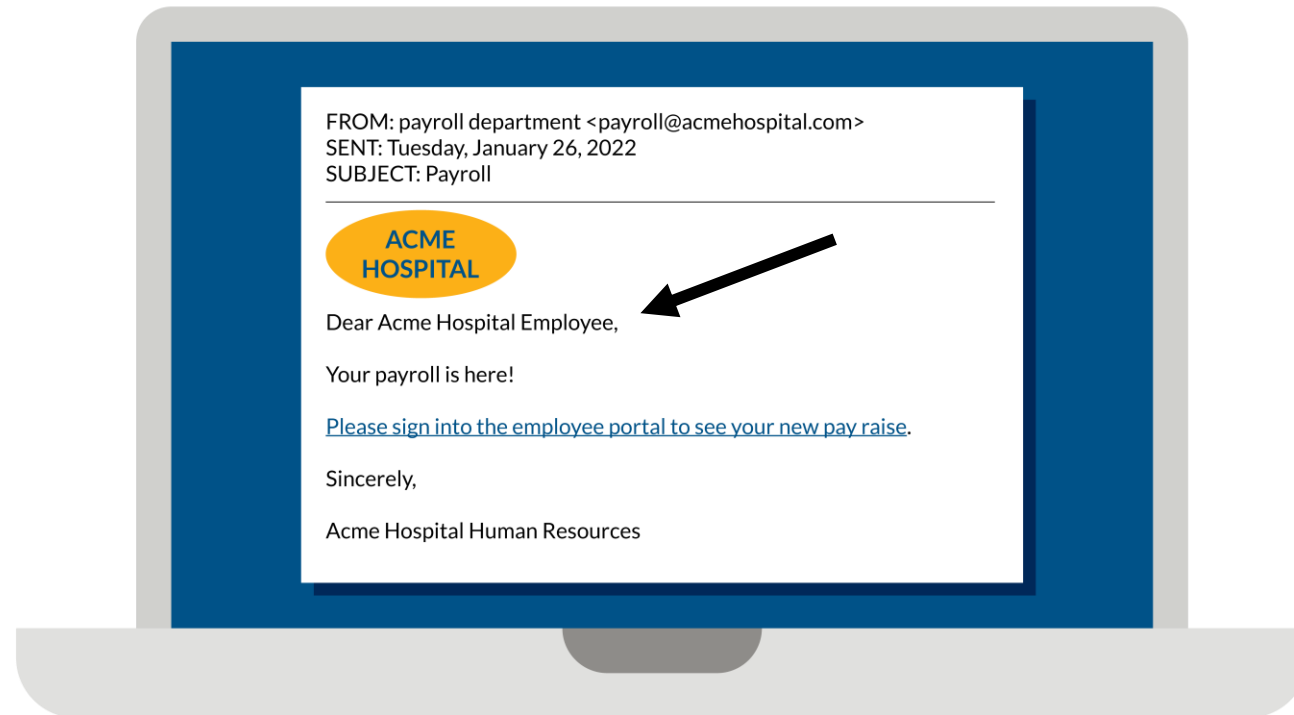 FROM: payroll department <payroll@acmehospital.com>
SENT: Tuesday, January 26, 2022
SUBJECT: Payroll
ACME
HOSPITAL
Dear Acme Hospital Employee,
Your payroll is here!
Please sign into the employee portal to see your new pay raise.
Sincerely,
Acme Hospital Human Resources